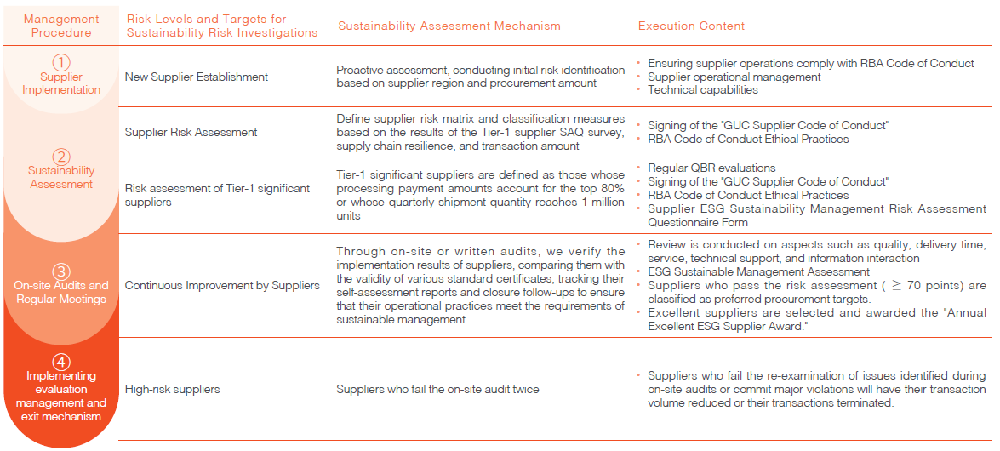 Management
Procedure
Risk Levels and Targets for
Sustainability Risk Investigations
Sustainability Assessment Mechanism
Execution Content
①
Supplier
Implementation
New Supplier Establishment
Proactive assessment, conducting initial risk identification
based on supplier region and procurement amount
• Ensuring supplier operations comply with RBA Code of Conduct
• Supplier operational management
• Technical capabilities
②
Sustainability
Assessment
Supplier Risk Assessment
Define supplier risk matrix and classification measures
based on the results of the Tier-1 supplier SAQ survey,
supply chain resilience, and transaction amount
• Signing of the "GUC Supplier Code of Conduct"
• RBA Code of Conduct Ethical Practices
Risk assessment of Tier-1 significant
suppliers
Tier-1 significant suppliers are defined as those whose
processing payment amounts account for the top 80%
or whose quarterly shipment quantity reaches 1 million
units
• Regular QBR evaluations
• Signing of the "GUC Supplier Code of Conduct"
• RBA Code of Conduct Ethical Practices
• Supplier ESG Sustainability Management Risk Assessment
Questionnaire Form
③
On-site Audits and
Regular Meetings
Continuous Improvement by Suppliers
Through on-site or written audits, we verify the
implementation results of suppliers, comparing them with
the validity of various standard certificates, tracking their
self-assessment reports and closure follow-ups to ensure
that their operational practices meet the requirements of
sustainable management
• Review is conducted on aspects such as quality, delivery time,
service, technical support, and information interaction
• ESG Sustainable Management Assessment
• Suppliers who pass the risk assessment ( ≧ 70 points) are
classified as preferred procurement targets.
• Excellent suppliers are selected and awarded the "Annual
Excellent ESG Supplier Award."
④
Implementing
evaluation
management and
exit mechanism
High-risk suppliers
Suppliers who fail the on-site audit twice
• Suppliers who fail the re-examination of issues identified during
on-site audits or commit major violations will have their transaction
volume reduced or their transactions terminated.